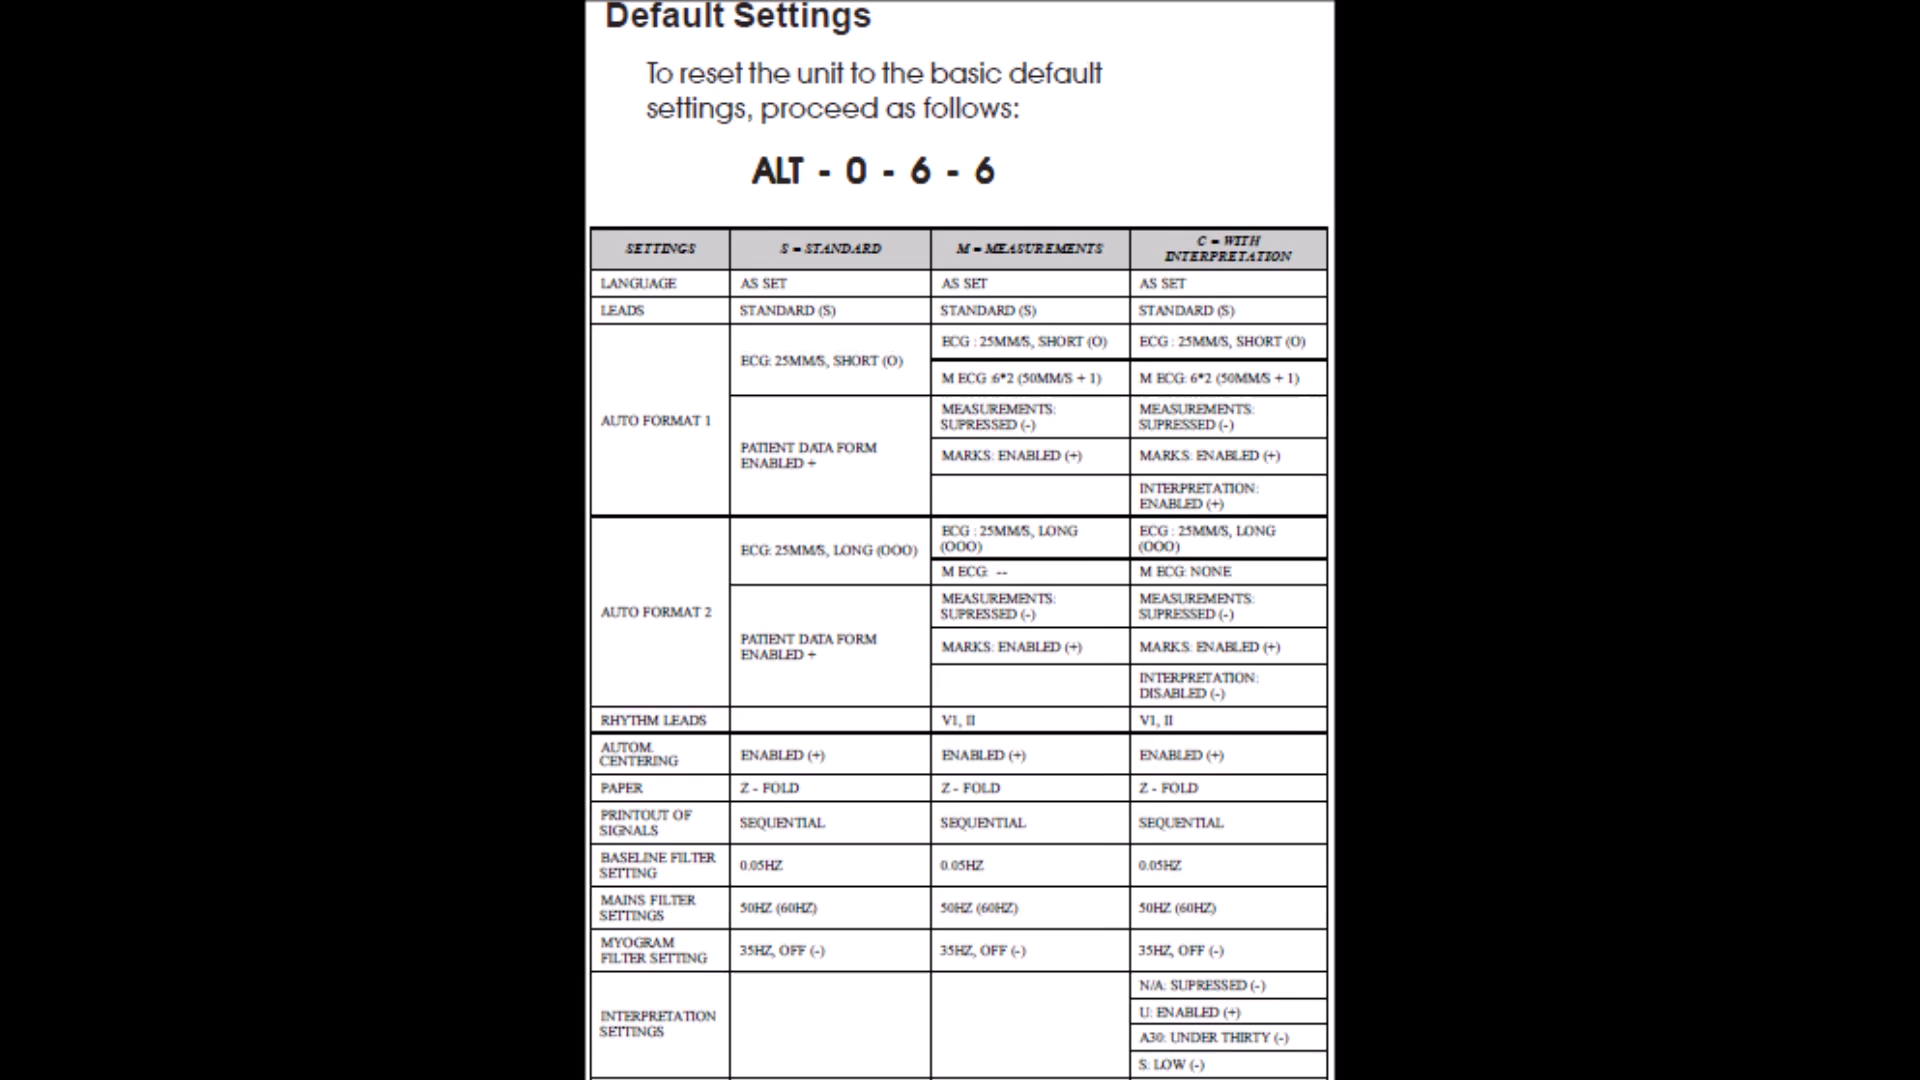 Default Settings
To reset the unit to the basic default
settings, proceed as follows:
ALT - 0 - 6 - 6
SETTINGS S = STANDARD M = MEASUREMENTS C = WITH
INTERPRETATION
LANGUAGE AS SET AS SET AS SET
LEADS STANDARD (S) STANDARD (S) STANDARD (S)
AUTO FORMAT 1
ECG: 25MM/S, SHORT (O)
ECG : 25MM/S, SHORT (O) ECG : 25MM/S, SHORT (O)
M ECG :6*2 (50MM/S + 1) M ECG: 6*2 (50MM/S + 1)
PATIENT DATA FORM
ENABLED +
MEASUREMENTS: MEASUREMENTS:
SUPRESSED (-) SUPRESSED (-)
MARKS: ENABLED (+) MARKS: ENABLED (+)
INTERPRETATION:
ENABLED (+)
AUTO FORMAT 2
ECG: 25MM/S, LONG (OOO)
ECG : 25MM/S, LONG ECG : 25MM/S, LONG
(OOO) (OOO)
M ECG: -- M ECG: NONE
PATIENT DATA FORM
ENABLED +
MEASUREMENTS: MEASUREMENTS:
SUPRESSED (-) SUPRESSED (-)
MARKS: ENABLED (+) MARKS: ENABLED (+)
INTERPRETATION:
DISABLED (-)
RHYTHM LEADS V1, II V1, II
AUTOM.
CENTERING ENABLED (+) ENABLED (+) ENABLED (+)
PAPER Z - FOLD Z - FOLD Z - FOLD
PRINTOUT OF
SIGNALS SEQUENTIAL SEQUENTIAL SEQUENTIAL
BASELINE FILTER
SETTING 0.05HZ 0.05HZ 0.05HZ
MAINS FILTER
SETTINGS 50HZ (60HZ) 50HZ (60HZ) 50HZ (60HZ)
MYOGRAM
FILTER SETTING 35HZ, OFF (-) 35HZ, OFF (-) 35HZ, OFF (-)
INTERPRETATION
SETTINGS
N/A: SUPRESSED (-)
U: ENABLED (+)
A30: UNDER THIRTY (-)
S: LOW (-)